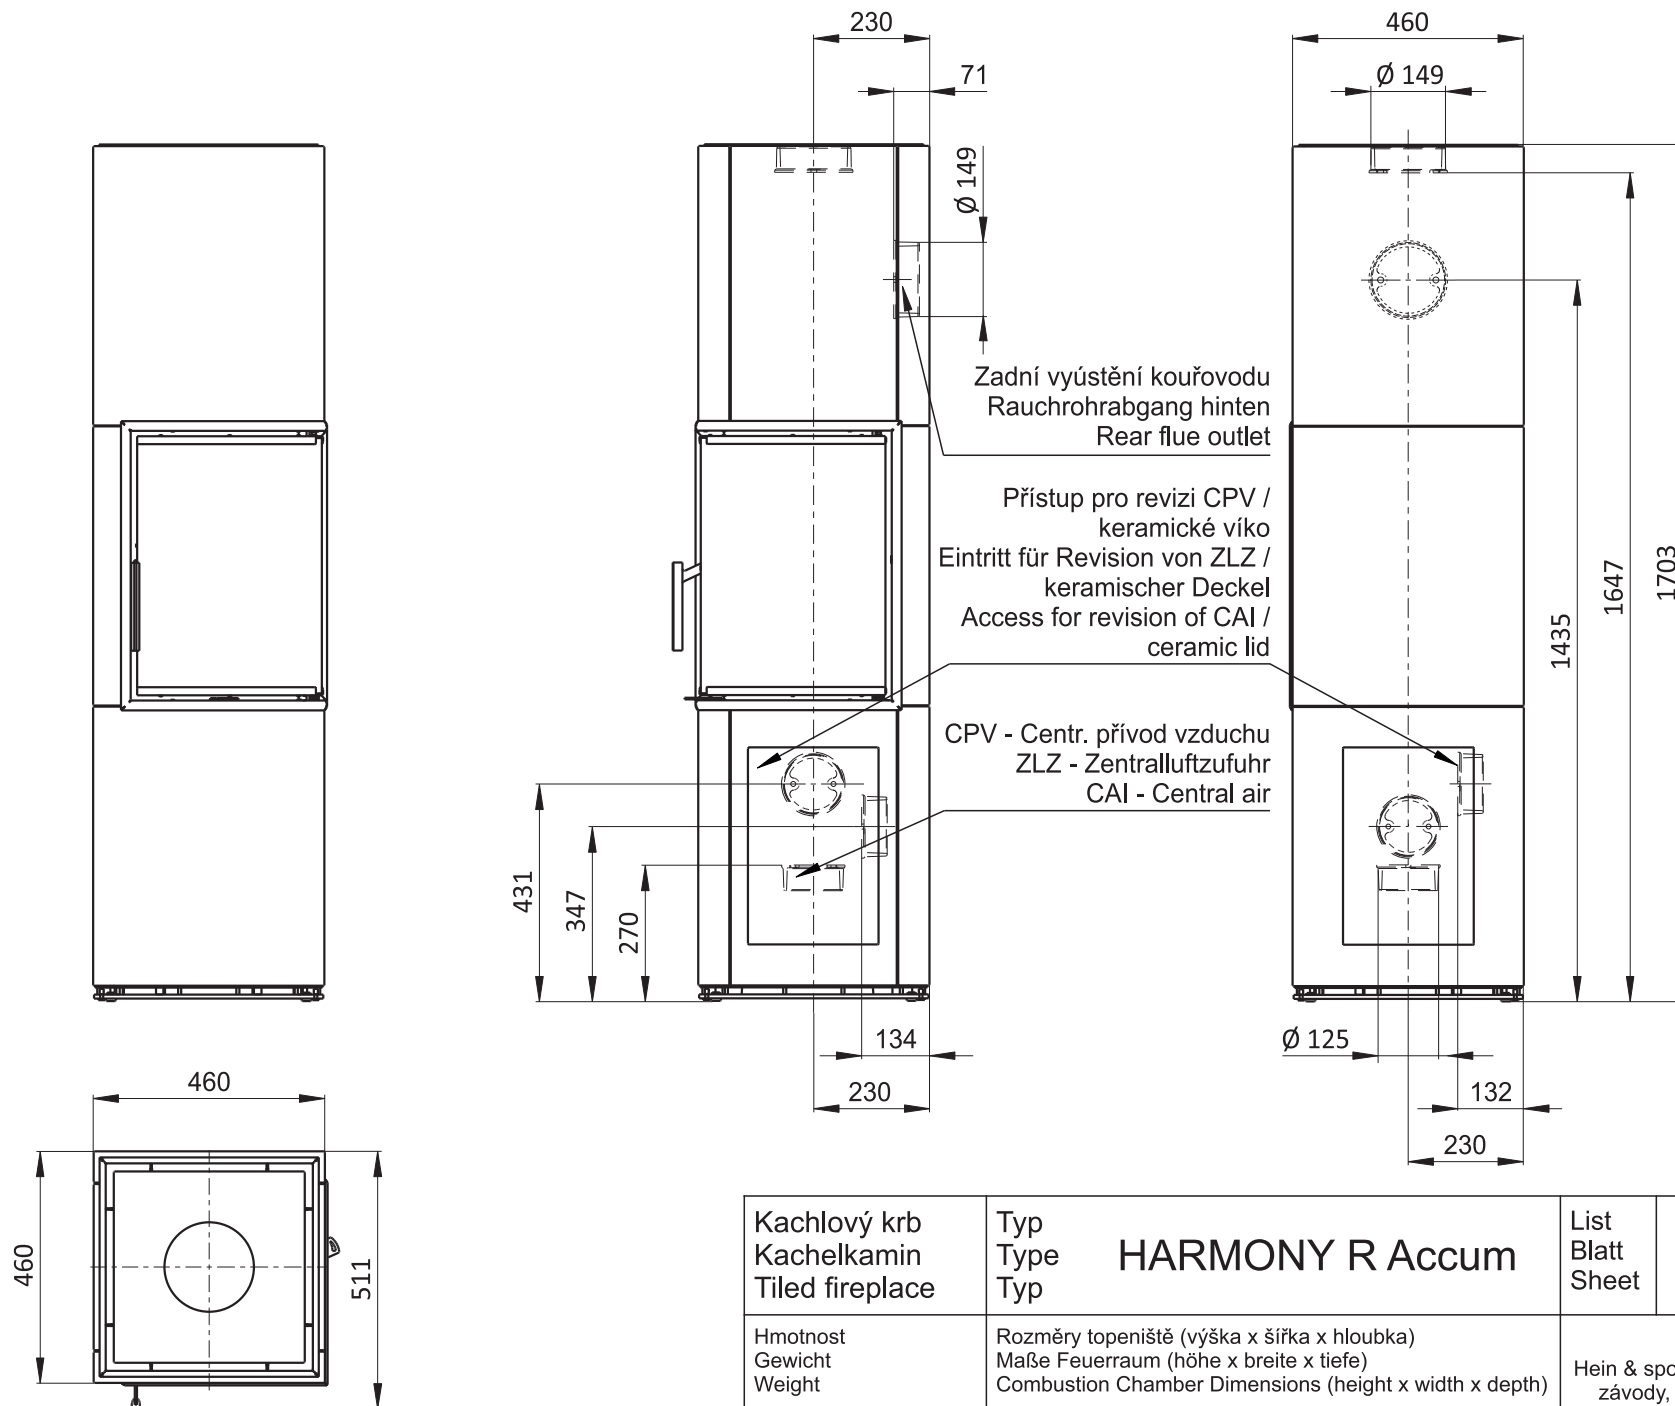 230
460
71
Ø 149
Ø 149
Zadní vyústění kouřovodu
Rauchrohrabgang hinten
Rear flue outlet
Přístup pro revizi CPV /
keramické víko
Eintritt für Revision von ZLZ /
keramischer Deckel
Access for revision of CAI /
ceramic lid
1435
1647
1703
CPV - Centr. přívod vzduchu
ZLZ - Zentralluftzufuhr
CAI - Central air
431
347
270
134
230
Ø 125
132
230
460
460
511
Kachlový krb
Kachelkamin
Tiled fireplace
Typ
Type
Typ
HARMONY R Accum
List
Blatt
Sheet
Hmotnost
Gewicht
Weight
Rozměry topeniště (výška x šířka x hloubka)
Maße Feuerraum (höhe x breite x tiefe)
Combustion Chamber Dimensions (height x width x depth)
Hein & spo
závody,